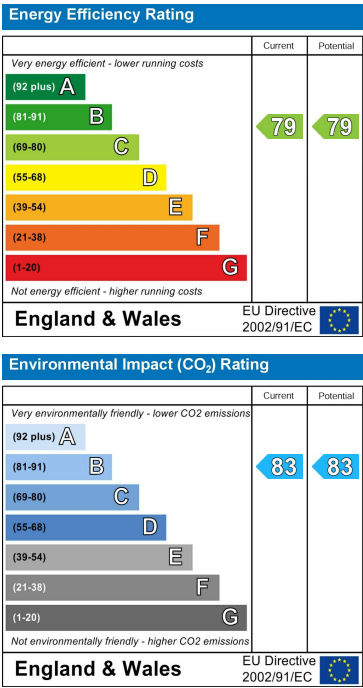 Energy Efficiency Rating
Current Potential
Very energy efficient - lower running costs
(92 plus) A
(81-91) B
79 79
(69-80) C
(55-68) D
(39-54) E
(21-38) F
(1-20) G
Not energy efficient - higher running costs
England & Wales
EU Directive
2002/91/EC
Environmental Impact (CO₂) Rating
Current Potential
Very environmentally friendly - lower CO2 emissions
(92 plus) A
(81-91) B
83 83
(69-80) C
(55-68) D
(39-54) E
(21-38) F
(1-20) G
Not environmentally friendly - higher CO2 emissions
England & Wales
EU Directive
2002/91/EC